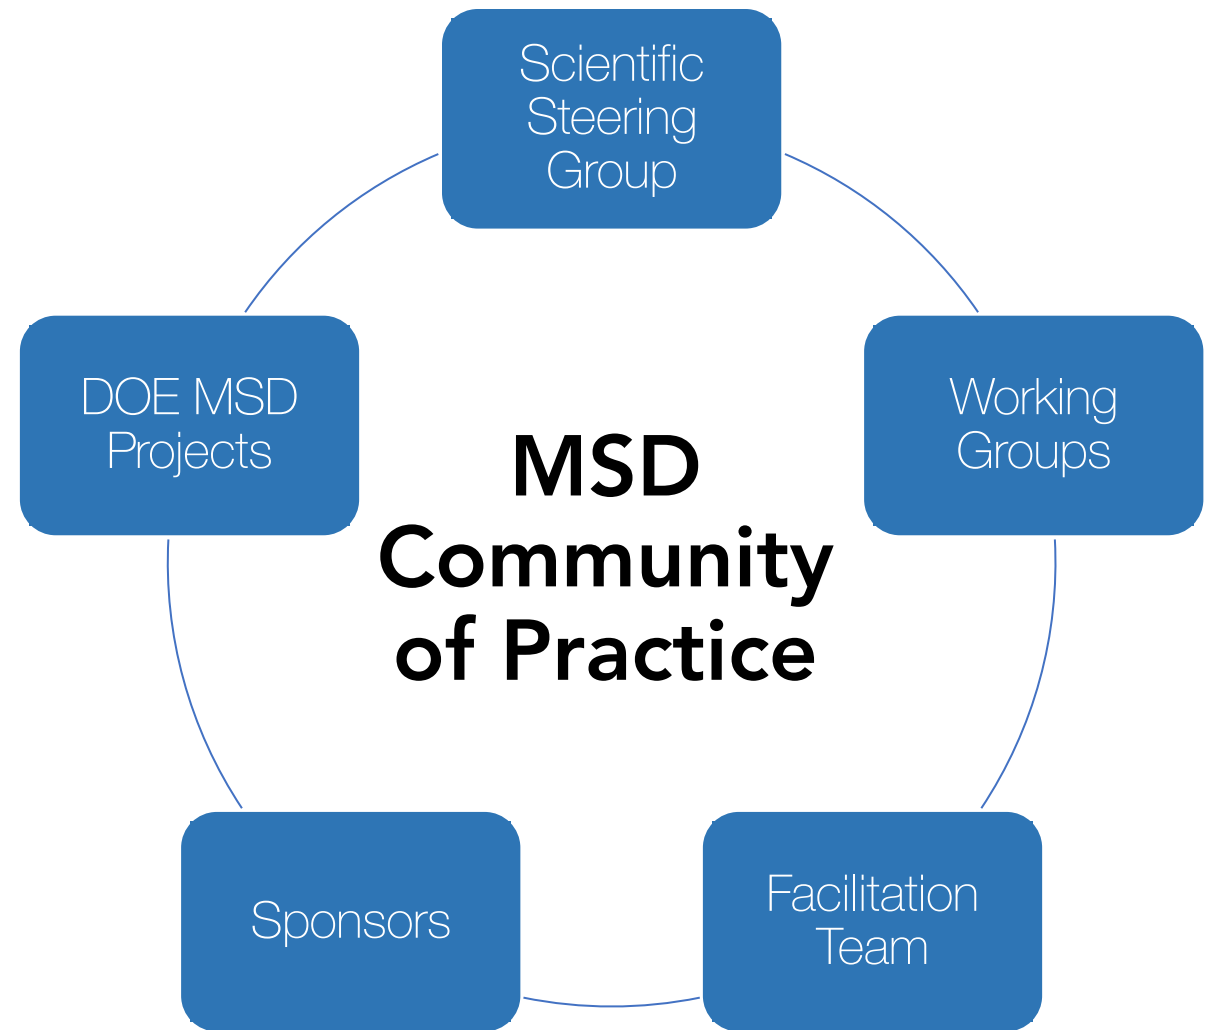 Scientific
Steering
Group
DOE MSD
Projects
Working
Groups
MSD
Community
of Practice
Sponsors
Facilitation
Team